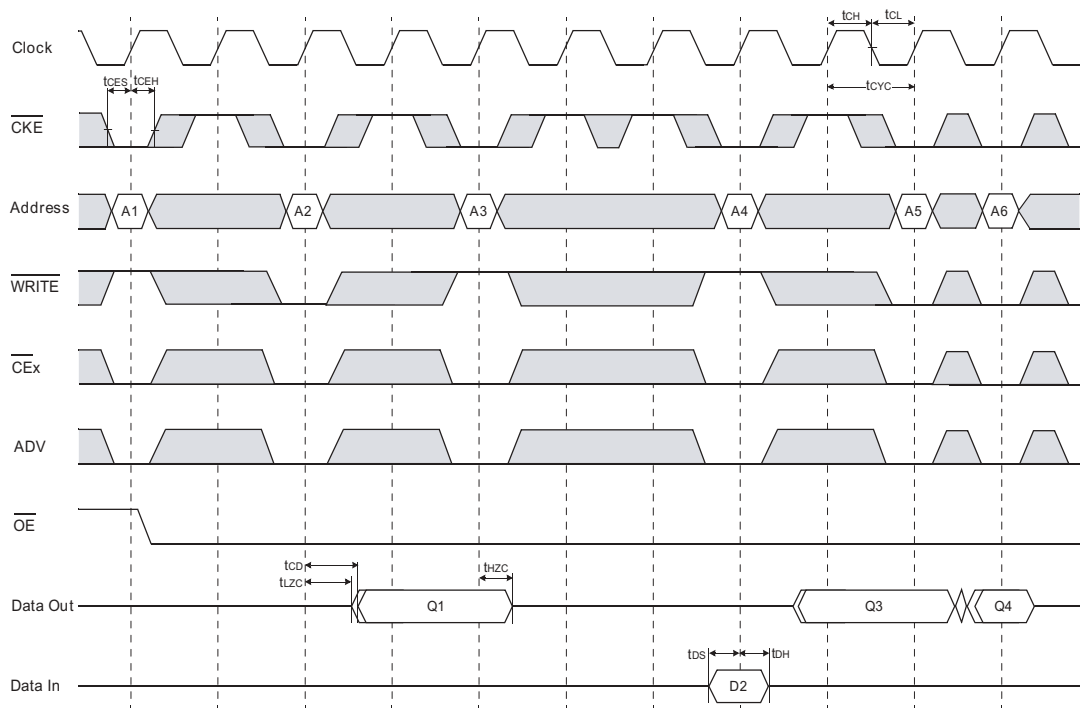 tCH tCL
Clock
tCES tCEH tCYC
CKE
Address A1 A2 A3 A4 A5 A6
WRITE
CEx
ADV
OE
tCD
tLZC tHZC
Data Out Q1 Q3 Q4
tDS tDH
Data In D2